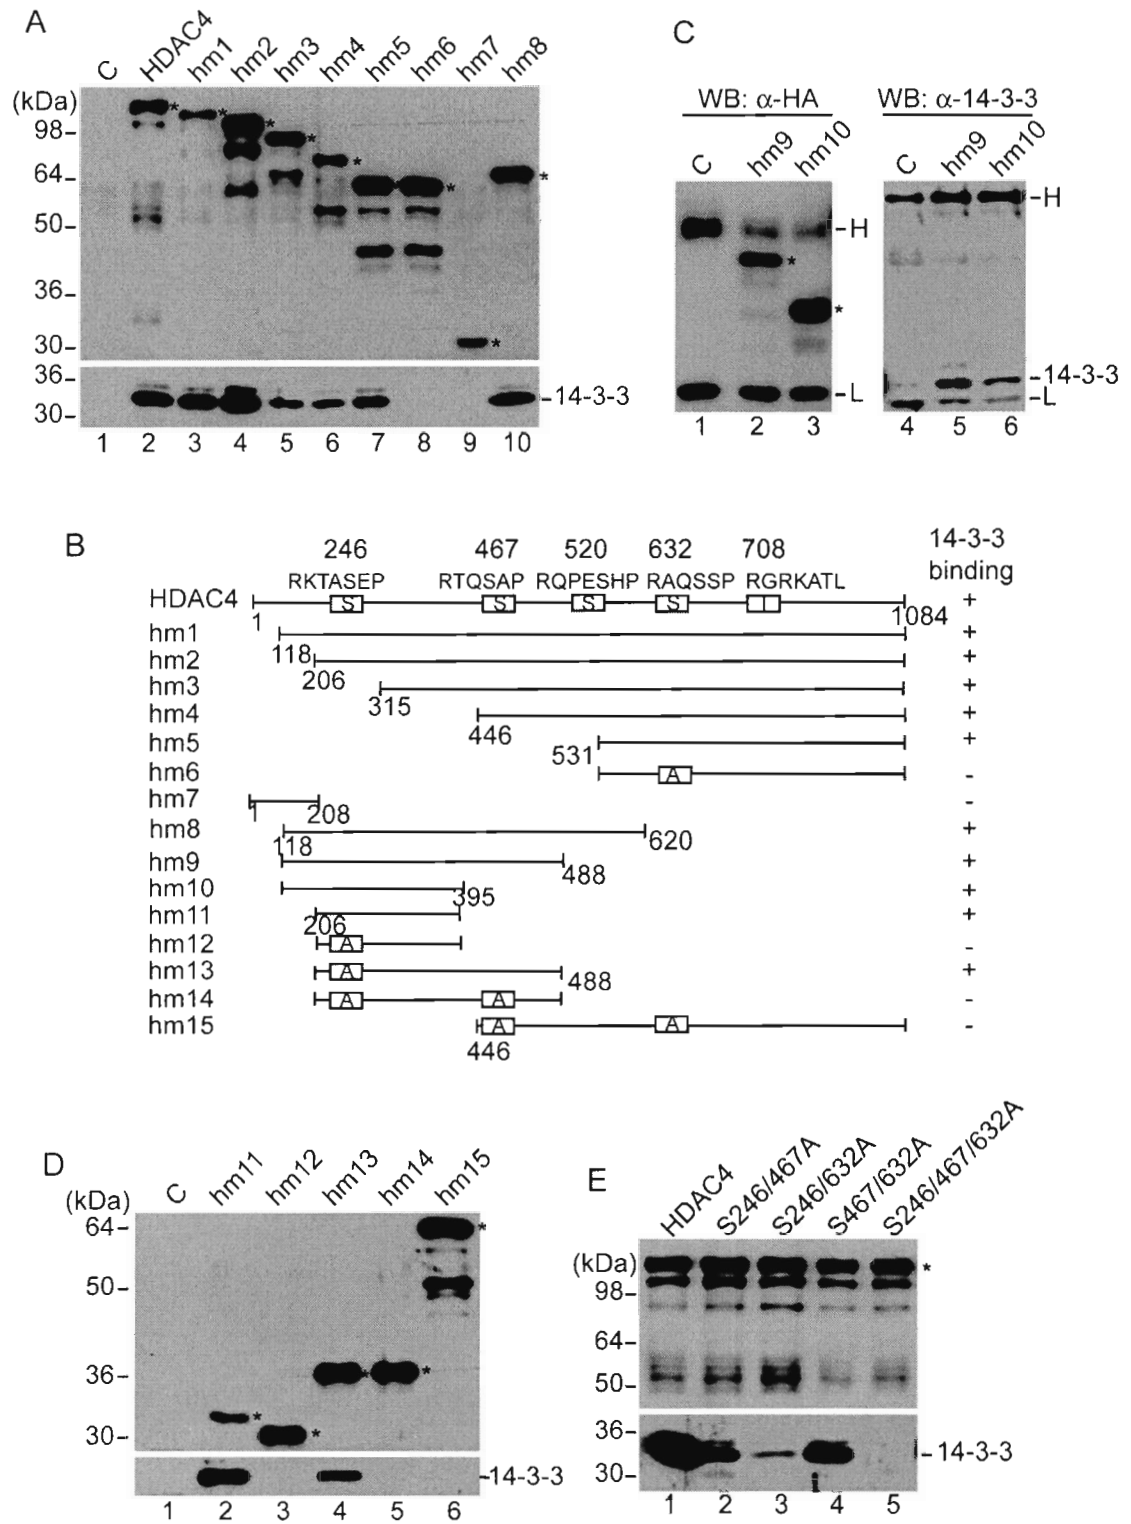 A
C HDAC4 hm1 hm2 hm3 hm4 hm5 hm6 hm7 hm8
(kDa)
98
64
50
36
30
36
30
14-3-3
1 2 3 4 5 6 7 8 9 10
* * * * * * * *
C
WB: α-HA WB: α-14-3-3
C hm9 hm10 C hm9 hm10
H H
* *
14-3-3
L L
1 2 3 4 5 6
B
246 467 520 632 708 14-3-3
binding
RKTASEP RTQSAP RQPESHP RAQSSP RGRKATL
HDAC4 S S S S I +
1 1084
hm1 +
118
hm2 +
206
hm3 +
315
hm4 +
446
hm5 +
531
hm6 A -
hm7 -
1 208
hm8 +
118 620
hm9 +
488
hm10 +
395
hm11 +
206
hm12 A -
hm13 A +
488
hm14 A A -
hm15 A A -
446
D
C hm11 hm12 hm13 hm14 hm15
(kDa)
64
50
36
30
* * * * *
14-3-3
1 2 3 4 5 6
E
HDAC4 S246/467A S246/632A S467/632A S246/467/632A
(kDa)
98
64
50
36
30
*
14-3-3
1 2 3 4 5